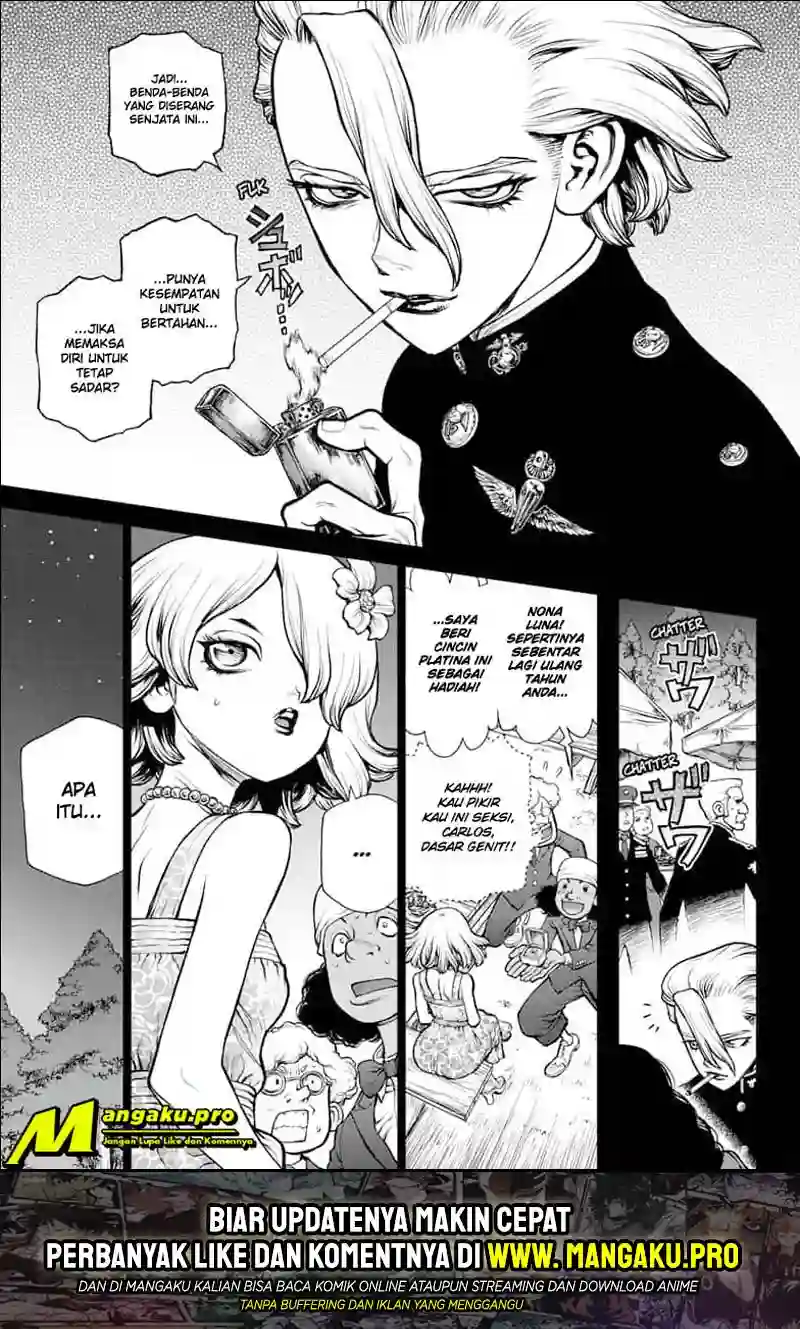 JADI...
BENDA-BENDA
YANG DISERANG
SENJATA INI...
FLK
シュボッ...
...PUNYA
KESEMPATAN
UNTUK
BERTAHAN...
...JIKA
MEMAKSA
DIRI UNTUK
TETAP
SADAR?
CHATTER
ザワ
CHATTER
ザワ
NONA
LUNA!
SEPERTINYA
SEBENTAR
LAGI ULANG
TAHUN
ANDA...
...SAYA
BERI
CINCIN
PLATINA INI
SEBAGAI
HADIAH!
KAHHH!
KAU PIKIR
KAU INI SEKSI,
CARLOS,
DASAR GENIT!!
...
APA
ITU...
Mangaku.pro
Jangan Lupa Like dan Komennya
BIAR UPDATENYA MAKIN CEPAT
PERBANYAK LIKE DAN KOMENTNYA DI WWW. MANGAKU.PRO
DAN DI MANGAKU KALIAN BISA BACA KOMIK ONLINE ATAUPUN STREAMING DAN DOWNLOAD ANIME
TANPA BUFFERING DAN IKLAN YANG MENGGANGU